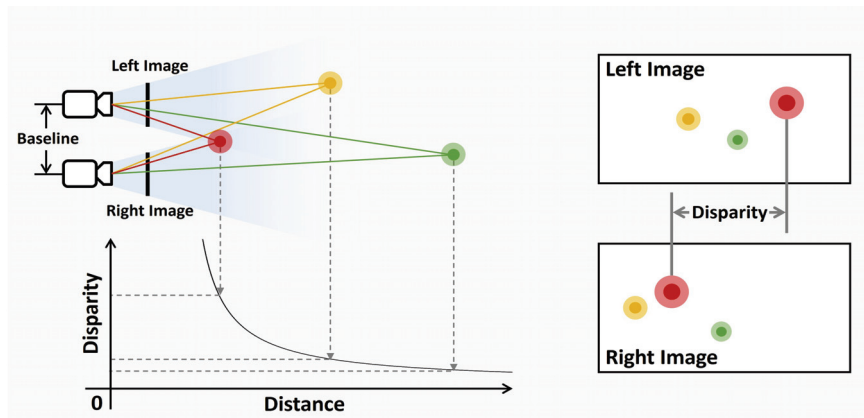 Left Image
Baseline
Right Image
Disparity
0
Distance
Left Image
Disparity
Right Image